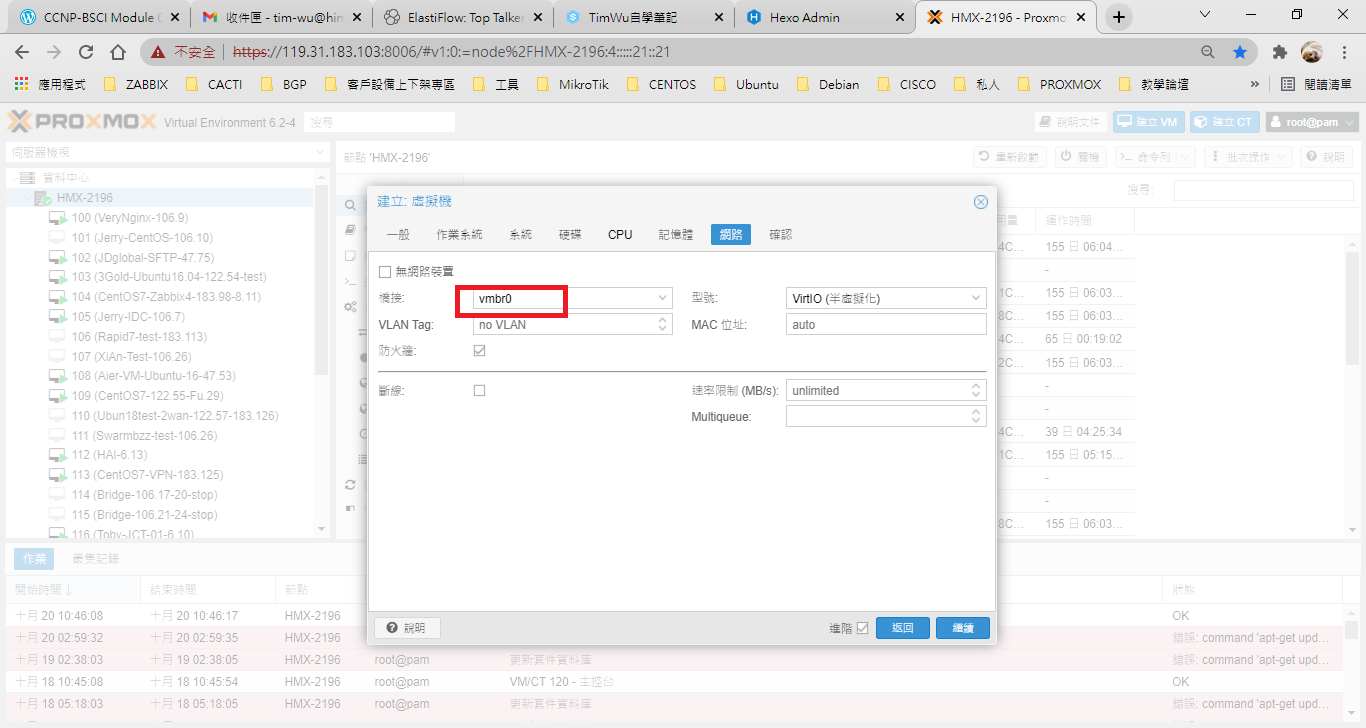 CCNP-BSCI Module
收件匣 - tim-wu@him
ElastiFlow: Top Talker
TimWu自學筆記
Hexo Admin
HMX-2196 - Proxmo
不安全 https://119.31.183.103:8006/#v1:0:=node%2FHMX-2196:4:::::21::21
應用程式 ZABBIX CACTI BGP 客戶設備上下架專區 工具 MikroTik CENTOS Ubuntu Debian CISCO 私人 PROXMOX 教學論壇 » 閱讀清單
PROXMOX Virtual Environment 6.2-4 搜尋 說明文件 建立 VM 建立 CT root@pam
伺服器檢視
節點 'HMX-2196' 重新啟動 關機 命令列 批次操作 說明
資料中心
HMX-2196
100 (VeryNginx-106.9)
101 (Jerry-CentOS-106.10)
102 (JDglobal-SFTP-47.75)
103 (3Gold-Ubuntu16.04-122.54-test)
104 (CentOS7-Zabbix4-183.98-8.11)
105 (Jerry-IDC-106.7)
106 (Rapid7-test-183.113)
107 (XiAn-Test-106.26)
108 (Aier-VM-Ubuntu-16-47.53)
109 (CentOS7-122.55-Fu.29)
110 (Ubun18test-2wan-122.57-183.126)
111 (Swarmbzz-test-106.26)
112 (HAI-6.13)
113 (CentOS7-VPN-183.125)
114 (Bridge-106.17-20-stop)
115 (Bridge-106.21-24-stop)
116 (Toby-JCT-01-6.10)
建立: 虛擬機
一般 作業系統 系統 硬碟 CPU 記憶體 網路 確認
無網路裝置
橋接: vmbr0 型號: VirtIO (半虛擬化)
VLAN Tag: no VLAN MAC 位址: auto
防火牆:
斷線: 速率限制 (MB/s): unlimited
Multiqueue:
說明 進階 返回 繼續
搜尋:
用量 運作時間
4C... 155 日 06:04...
-
1C... 155 日 06:03...
8C... 155 日 06:03...
4C... 65 日 00:19:02
2C... 155 日 06:03...
-
-
4C... 39 日 04:25:34
1C... 155 日 05:15...
-
-
8C... 155 日 06:03...
作業 叢集記錄
開始時間 ↓ 結束時間 節點 狀態
十月 20 10:46:08 十月 20 10:46:17 HMX-2196 OK
十月 20 02:59:32 十月 20 02:59:35 HMX-2196 錯誤: command 'apt-get upd...
十月 19 02:38:03 十月 19 02:38:05 HMX-2196 root@pam 更新套件資料庫 錯誤: command 'apt-get upd...
十月 18 10:45:08 十月 18 10:45:54 HMX-2196 root@pam VM/CT 120 - 主控台 OK
十月 18 05:18:03 十月 18 05:18:05 HMX-2196 root@pam 更新套件資料庫 錯誤: command 'apt-get upd...